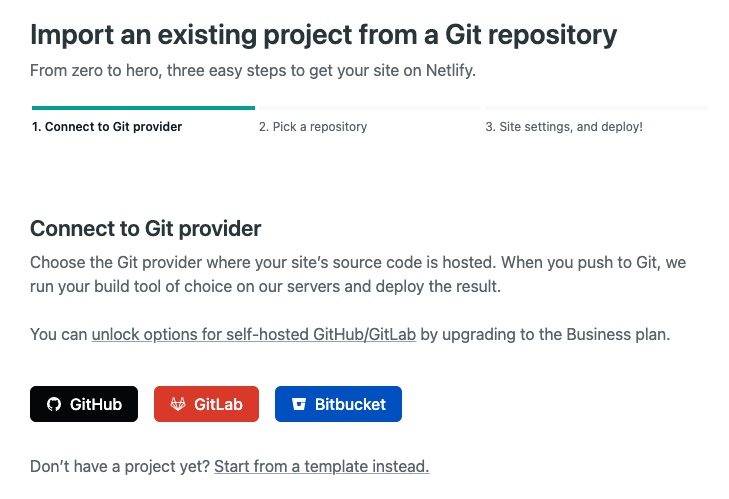 Import an existing project from a Git repository
From zero to hero, three easy steps to get your site on Netlify.
1. Connect to Git provider
2. Pick a repository
3. Site settings, and deploy!
Connect to Git provider
Choose the Git provider where your site’s source code is hosted. When you push to Git, we
run your build tool of choice on our servers and deploy the result.
You can unlock options for self-hosted GitHub/GitLab by upgrading to the Business plan.
GitHub
GitLab
Bitbucket
Don’t have a project yet? Start from a template instead.